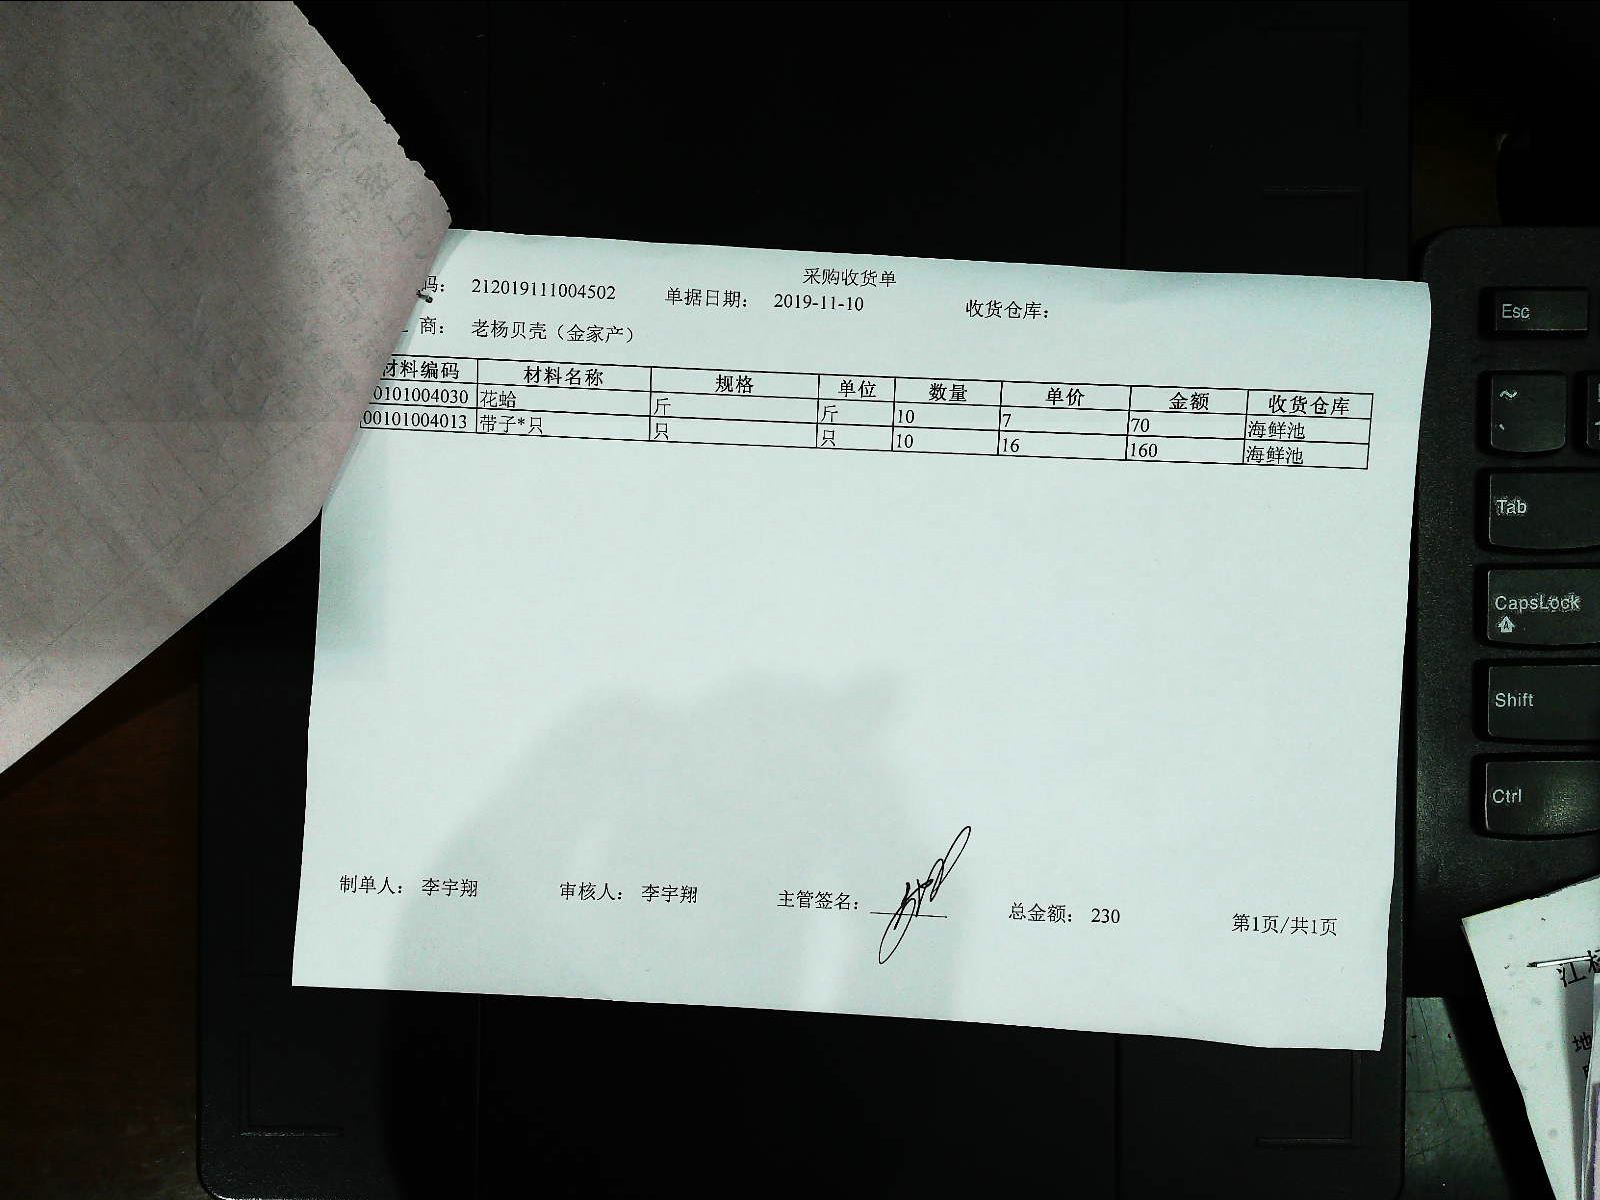 采购收货单
码： 212019111004502 单据日期： 2019-11-10 收货仓库：
商： 老杨贝壳（金家产）
材料编码 材料名称 规格 单位 数量 单价 金额 收货仓库
0101004030 花蛤 斤 斤 10 7 70 海鲜池
00101004013 带子*只 只 只 10 16 160 海鲜池
制单人： 李宇翔 审核人： 李宇翔 主管签名： 总金额： 230 第1页/共1页
Esc
~
Tab
CapsLock
Shift
Ctrl
江
地